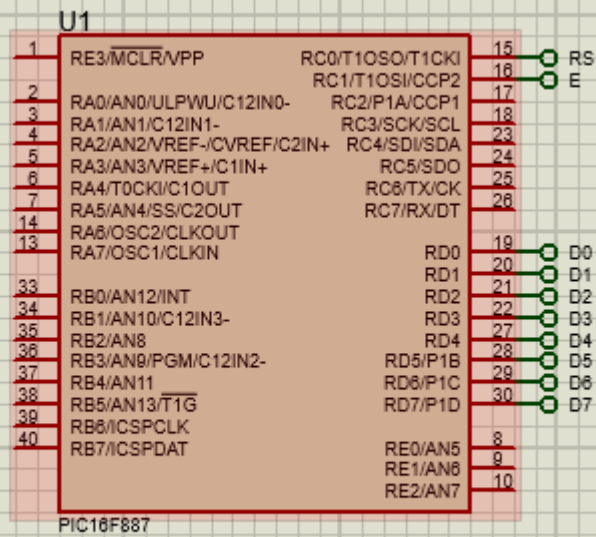 U1
1 RE3/MCLR/VPP RC0/T1OSO/T1CKI 15 RS
RC1/T1OSI/CCP2 16 E
2 RA0/AN0/ULPWU/C12IN0- RC2/P1A/CCP1 17
3 RA1/AN1/C12IN1- RC3/SCK/SCL 18
4 RA2/AN2/VREF-/CVREF/C2IN+ RC4/SDI/SDA 23
5 RA3/AN3/VREF+/C1IN+ RC5/SDO 24
6 RA4/T0CKI/C1OUT RC6/TX/CK 25
7 RA5/AN4/SS/C2OUT RC7/RX/DT 26
14 RA6/OSC2/CLKOUT
13 RA7/OSC1/CLKIN RD0 19 D0
RD1 20 D1
33 RB0/AN12/INT RD2 21 D2
34 RB1/AN10/C12IN3- RD3 22 D3
35 RB2/AN8 RD4 27 D4
36 RB3/AN9/PGM/C12IN2- RD5/P1B 28 D5
37 RB4/AN11 RD6/P1C 29 D6
38 RB5/AN13/T1G RD7/P1D 30 D7
39 RB6/ICSPCLK
40 RB7/ICSPDAT RE0/AN5 8
RE1/AN6 9
RE2/AN7 10
PIC16F887